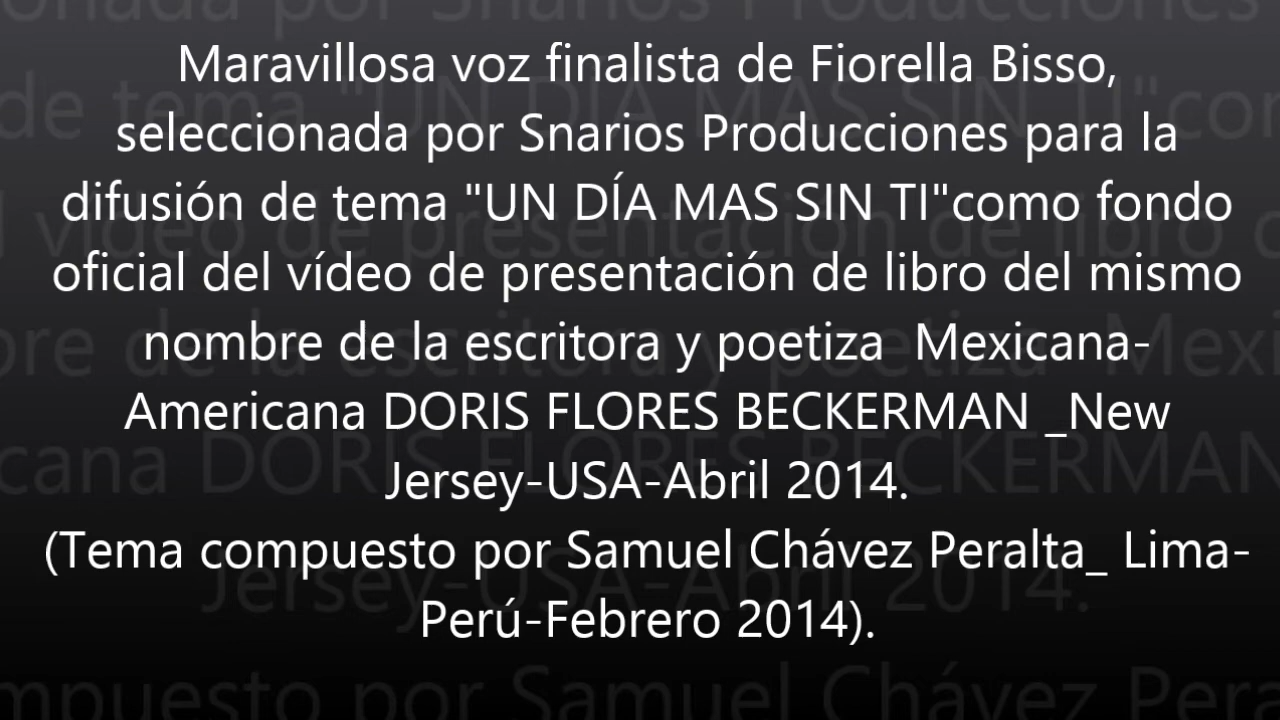 Maravillosa voz finalista de Fiorella Bisso,
seleccionada por Snarios Producciones para la
difusión de tema "UN DÍA MAS SIN TI"como fondo
oficial del vídeo de presentación de libro del mismo
nombre de la escritora y poetiza  Mexicana-
Americana DORIS FLORES BECKERMAN _New
Jersey-USA-Abril 2014.
(Tema compuesto por Samuel Chávez Peralta_ Lima-
Perú-Febrero 2014).